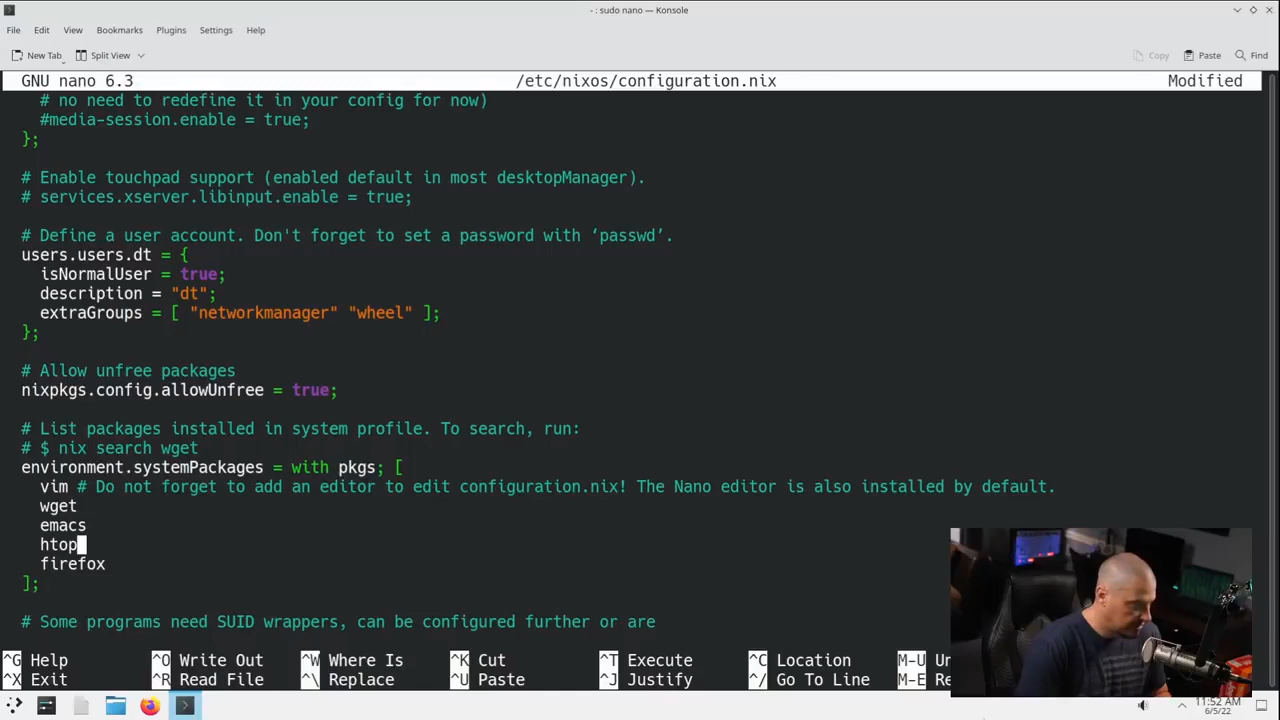 - : sudo nano — Konsole
File Edit View Bookmarks Plugins Settings Help
New Tab Split View Copy Paste Find
GNU nano 6.3 /etc/nixos/configuration.nix Modified
# no need to redefine it in your config for now)
#media-session.enable = true;
};
# Enable touchpad support (enabled default in most desktopManager).
# services.xserver.libinput.enable = true;
# Define a user account. Don't forget to set a password with ‘passwd’.
users.users.dt = {
isNormalUser = true;
description = "dt";
extraGroups = [ "networkmanager" "wheel" ];
};
# Allow unfree packages
nixpkgs.config.allowUnfree = true;
# List packages installed in system profile. To search, run:
# $ nix search wget
environment.systemPackages = with pkgs; [
vim # Do not forget to add an editor to edit configuration.nix! The Nano editor is also installed by default.
wget
emacs
htop
firefox
];
# Some programs need SUID wrappers, can be configured further or are
^G Help ^O Write Out ^W Where Is ^K Cut ^T Execute ^C Location M-U
^X Exit ^R Read File ^\ Replace ^U Paste ^J Justify ^/ Go To Line M-E
11:52 AM
6/5/22